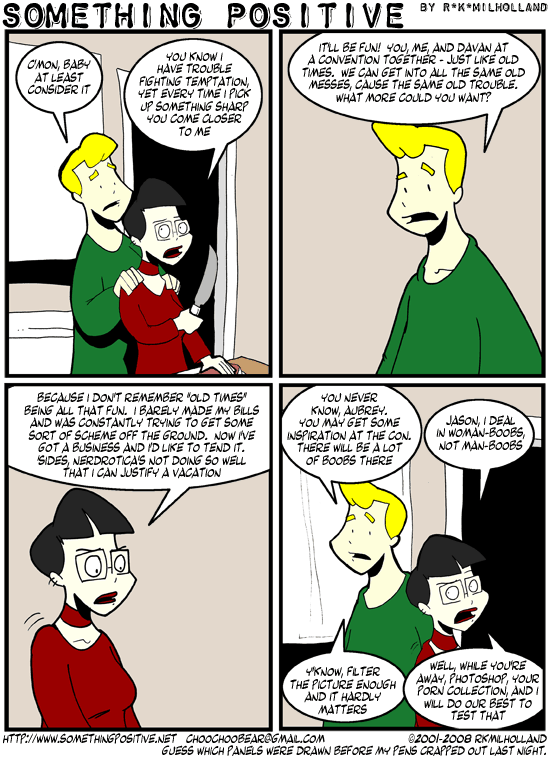 SOMETHING POSITIVE BY R*K*MILHOLLAND
C'MON, BABY
AT LEAST
CONSIDER IT
YOU KNOW I
HAVE TROUBLE
FIGHTING TEMPTATION,
YET EVERY TIME I PICK
UP SOMETHING SHARP
YOU COME CLOSER
TO ME
IT'LL BE FUN! YOU, ME, AND DAVAN AT
A CONVENTION TOGETHER - JUST LIKE OLD
TIMES. WE CAN GET INTO ALL THE SAME OLD
MESSES, CAUSE THE SAME OLD TROUBLE.
WHAT MORE COULD YOU WANT?
BECAUSE I DON'T REMEMBER "OLD TIMES"
BEING ALL THAT FUN. I BARELY MADE MY BILLS
AND WAS CONSTANTLY TRYING TO GET SOME
SORT OF SCHEME OFF THE GROUND. NOW I'VE
GOT A BUSINESS AND I'D LIKE TO TEND IT.
'SIDES, NERDROTICA'S NOT DOING SO WELL
THAT I CAN JUSTIFY A VACATION
YOU NEVER
KNOW, AUBREY.
YOU MAY GET SOME
INSPIRATION AT THE CON.
THERE WILL BE A LOT
OF BOOBS THERE
JASON, I DEAL
IN WOMAN-BOOBS,
NOT MAN-BOOBS
Y'KNOW, FILTER
THE PICTURE ENOUGH
AND IT HARDLY
MATTERS
WELL, WHILE YOU'RE
AWAY, PHOTOSHOP, YOUR
PORN COLLECTION, AND I
WILL DO OUR BEST TO
TEST THAT
HTTP://WWW.SOMETHINGPOSITIVE.NET CHOOCHOOBEAR@GMAIL.COM ©2001-2008 RKMILHOLLAND
GUESS WHICH PANELS WERE DRAWN BEFORE MY PENS CRAPPED OUT LAST NIGHT.